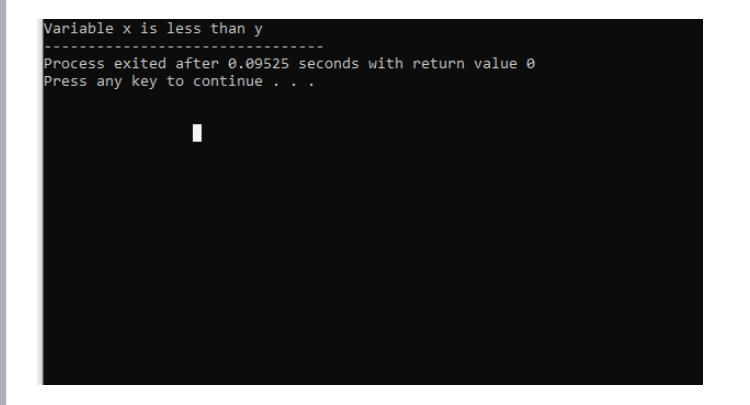 Variable x is less than y
--------------------------------
Process exited after 0.09525 seconds with return value 0
Press any key to continue . . .